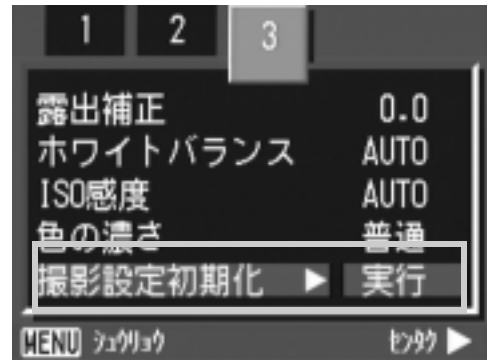 1 2 3
露出補正 0.0
ホワイトバランス AUTO
ISO感度 AUTO
色の濃さ 普通
撮影設定初期化 ▶ 実行
MENU シュウリョウ センタク ▶